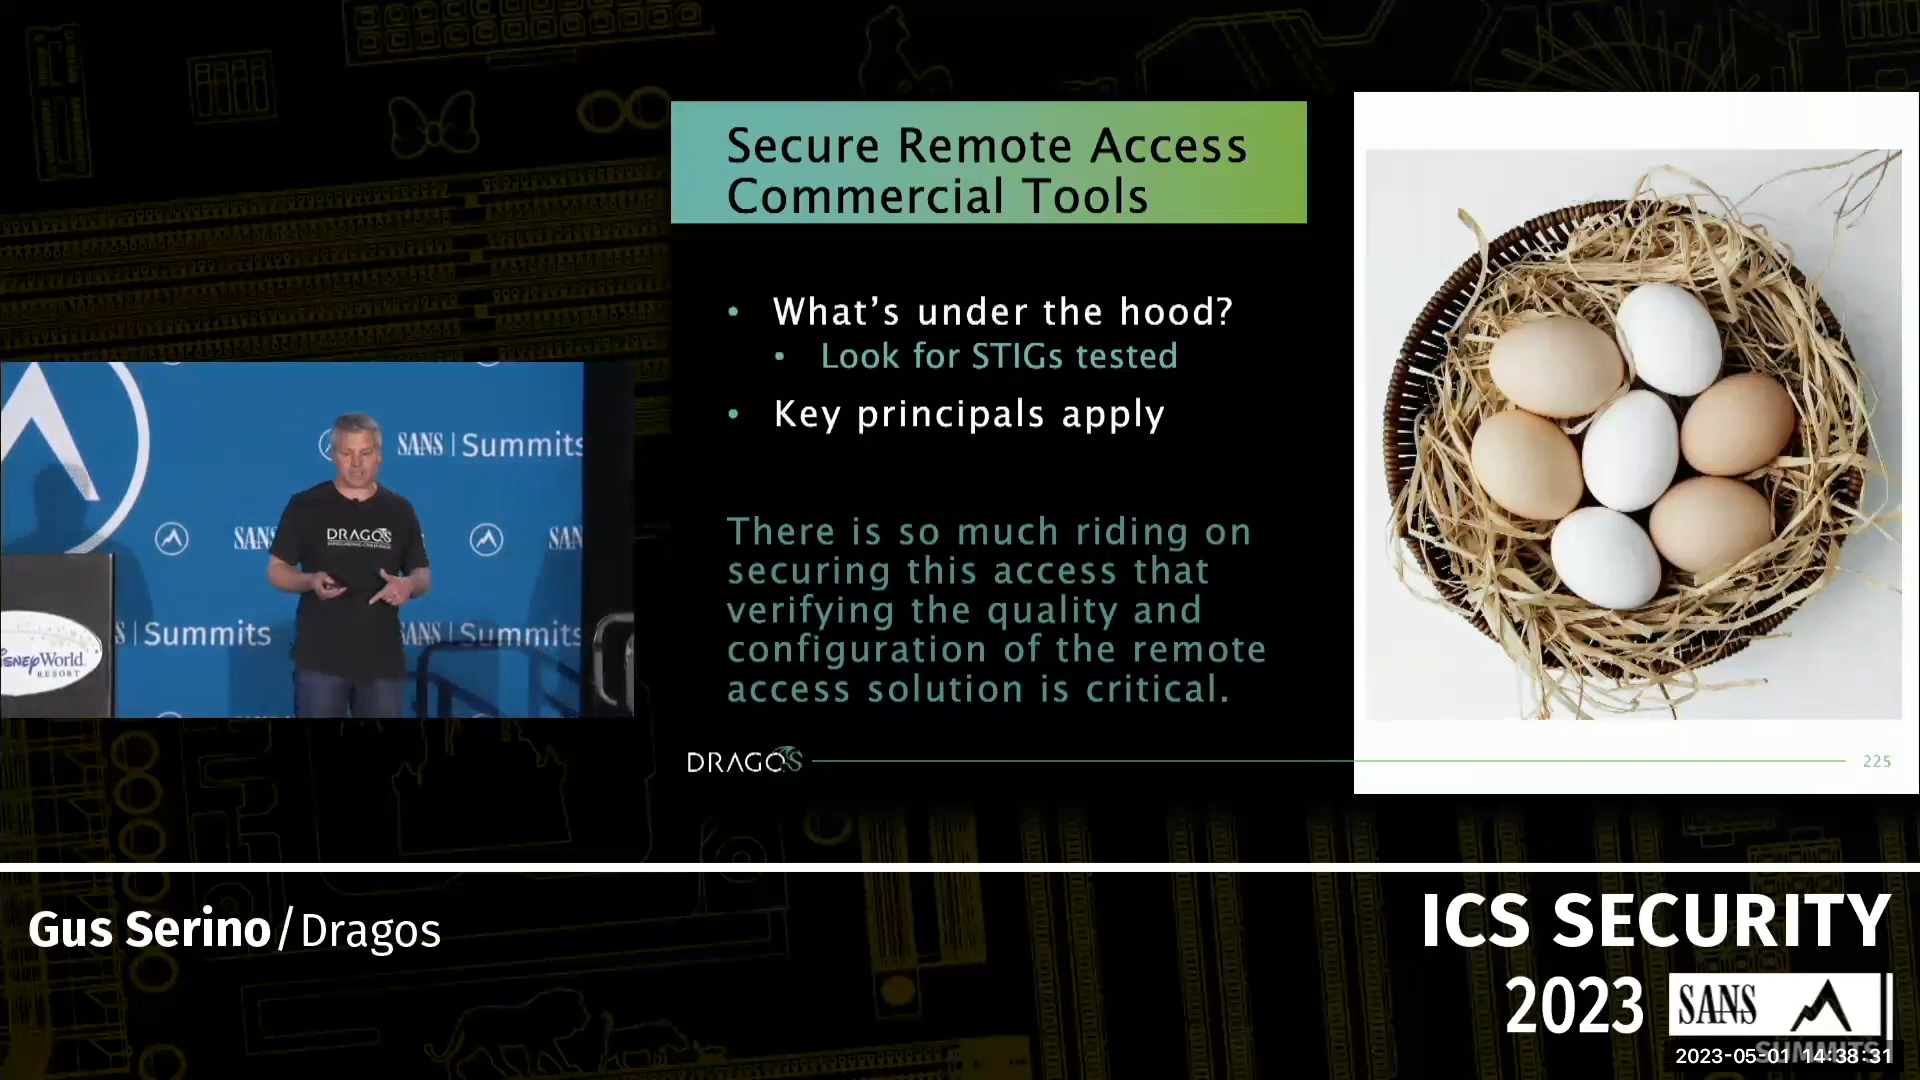 Secure Remote Access
Commercial Tools
• What’s under the hood?
• Look for STIGs tested
• Key principals apply
There is so much riding on
securing this access that
verifying the quality and
configuration of the remote
access solution is critical.
DRAGOS
225
SANS | Summits
DRAGOS
SANS
SAN
S | Summits
SANS | Summits
DisneyWorld
RESORT
Gus Serino/Dragos
ICS SECURITY
2023
SANS
SUMMITS
2023-05-01 14:38:31